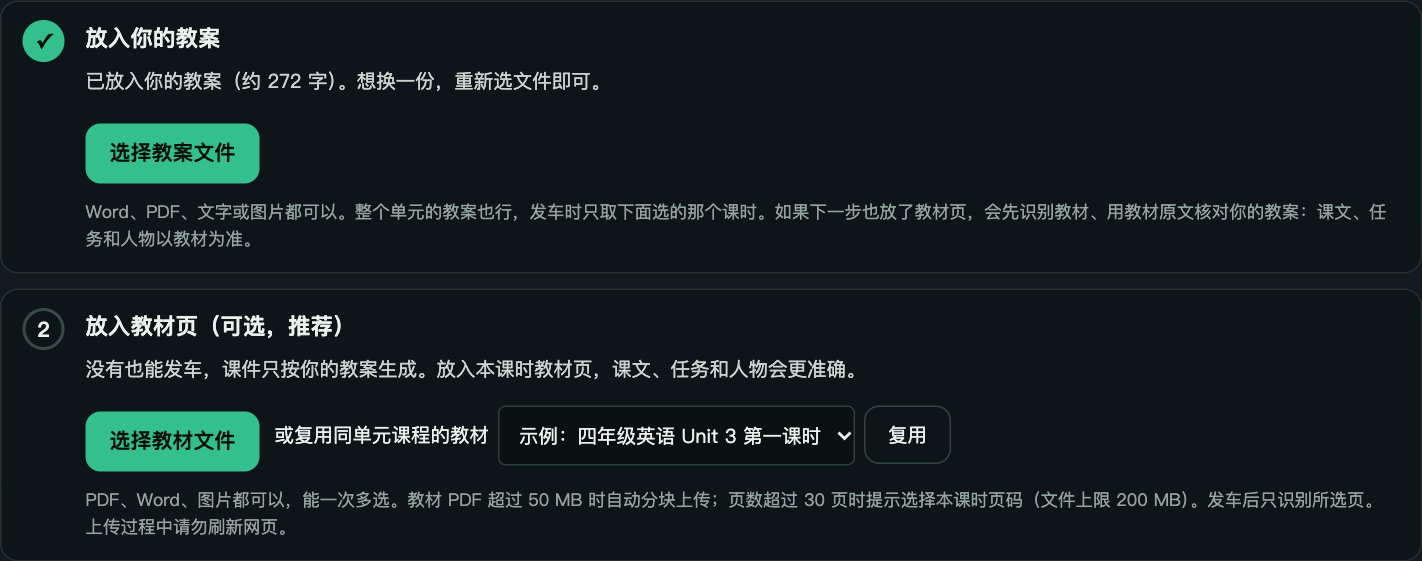 ✓
放入你的教案
已放入你的教案（约 272 字）。想换一份，重新选文件即可。
选择教案文件
Word、PDF、文字或图片都可以。整个单元的教案也行，发车时只取下面选的那个课时。如果下一步也放了教材页，会先识别教材、用教材原文核对你的教案：课文、任
务和人物以教材为准。
2
放入教材页（可选，推荐）
没有也能发车，课件只按你的教案生成。放入本课时教材页，课文、任务和人物会更准确。
选择教材文件 或复用同单元课程的教材 示例：四年级英语 Unit 3 第一课时 复用
PDF、Word、图片都可以，能一次多选。教材 PDF 超过 50 MB 时自动分块上传；页数超过 30 页时提示选择本课时页码（文件上限 200 MB）。发车后只识别所选页。
上传过程中请勿刷新网页。